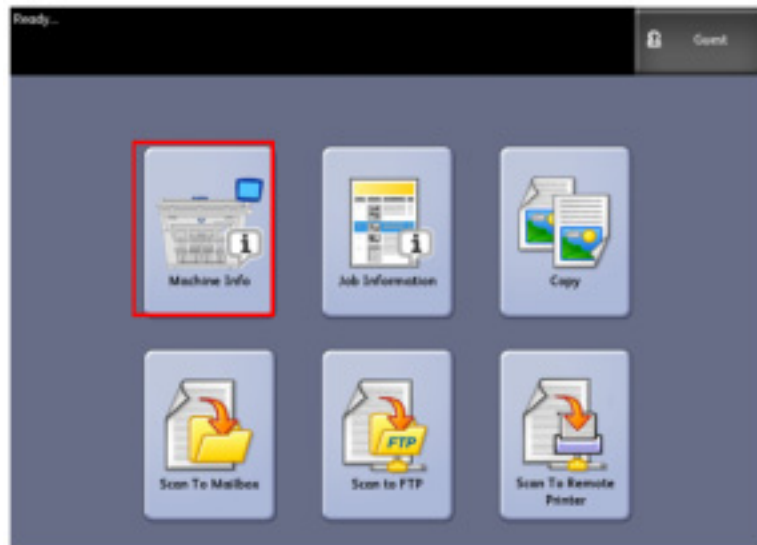 Ready...
Guest
Machine Info
Job Information
Copy
FTP
Scan To Mailbox
Scan to FTP
Scan To Remote
Printer